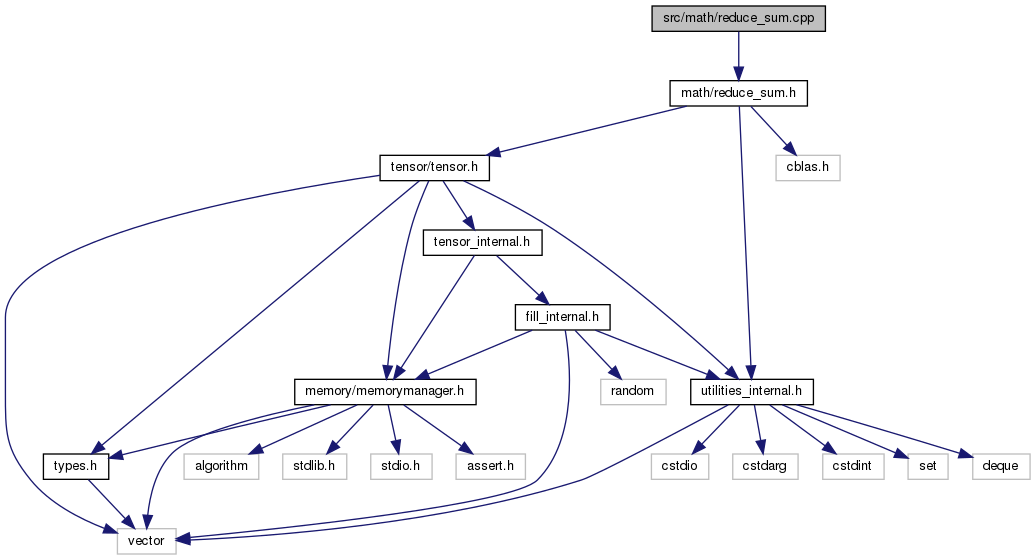 src/math/reduce_sum.cpp
math/reduce_sum.h
tensor/tensor.h
cblas.h
tensor_internal.h
fill_internal.h
memory/memorymanager.h
random
utilities_internal.h
types.h
algorithm
stdlib.h
stdio.h
assert.h
cstdio
cstdarg
cstdint
set
deque
vector